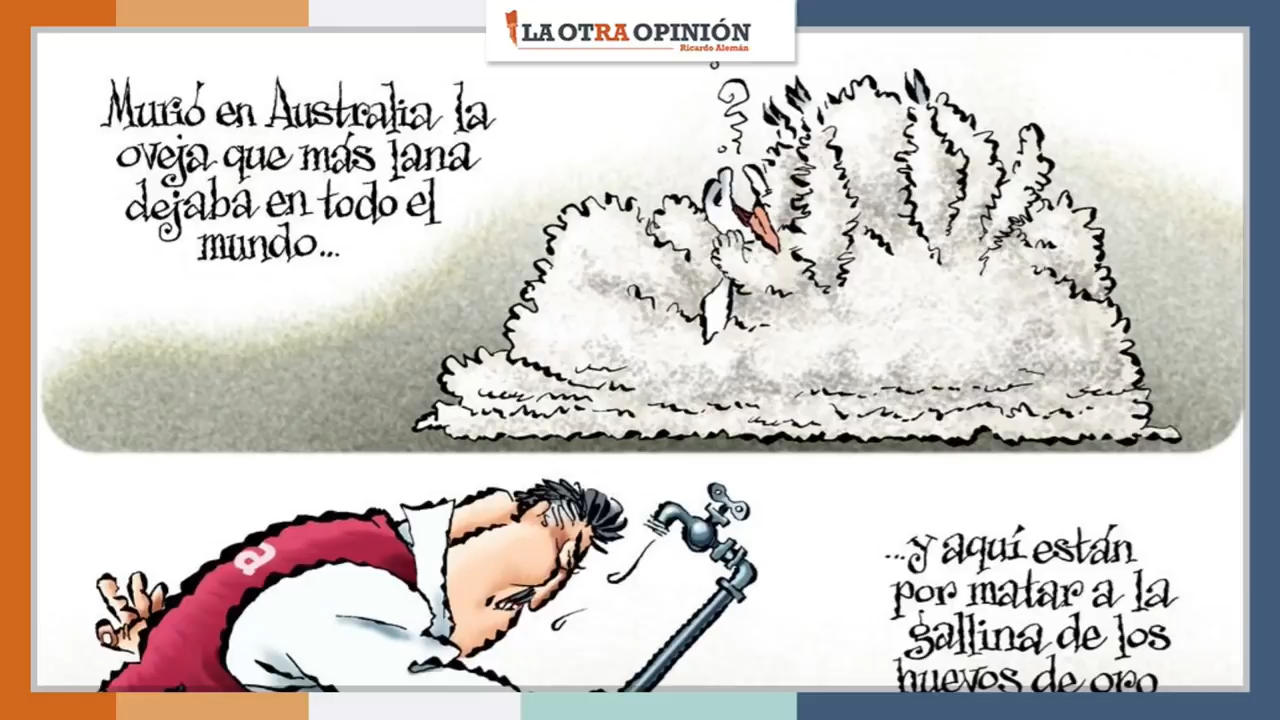 LA OTRA OPINIÓN
Ricardo Alemán
Murió en Australia la
oveja que más lana
dejaba en todo el
mundo...
a
...y aquí están
por matar a la
gallina de los
huevos de oro